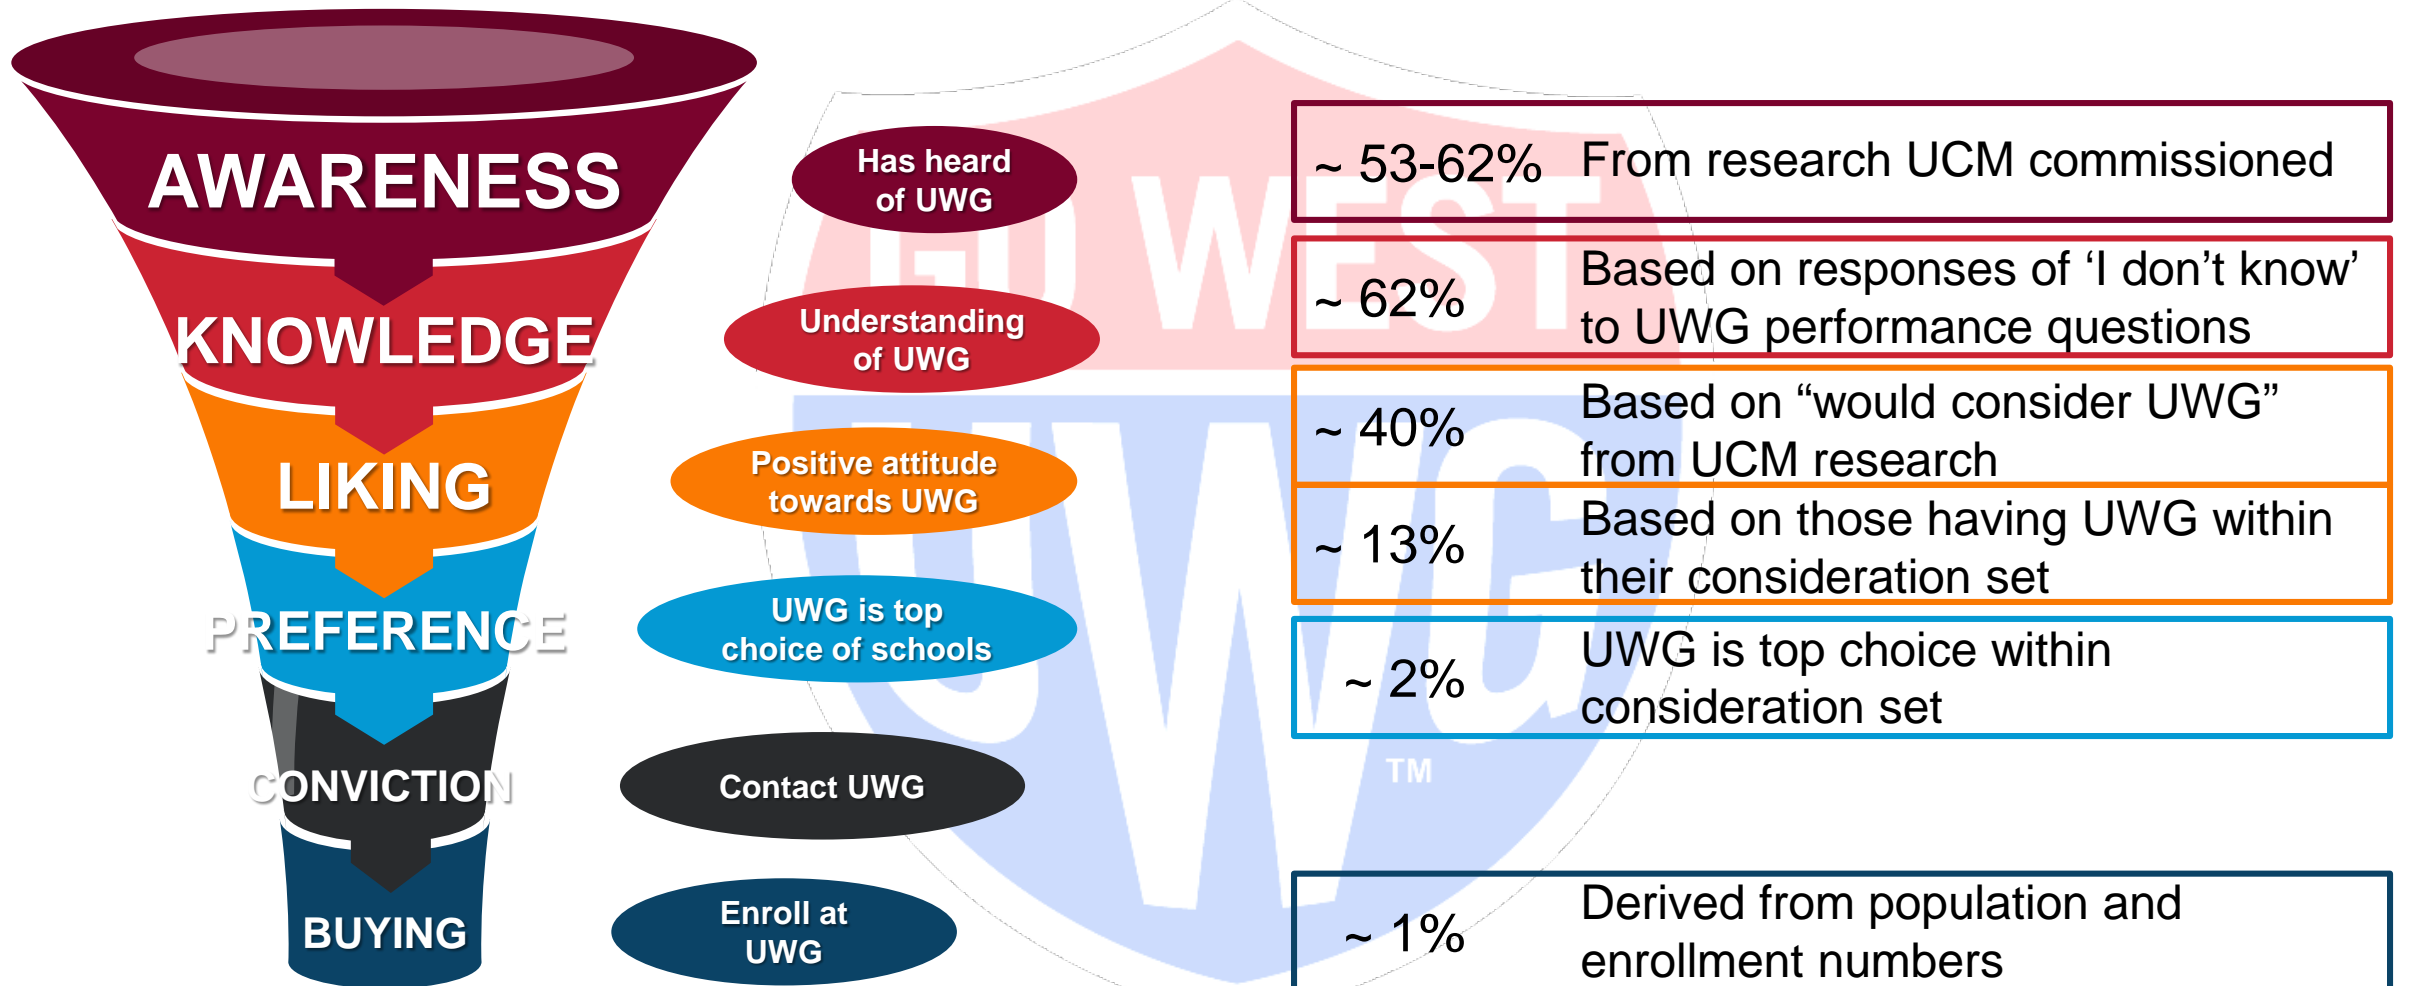 AWARENESS
Has heard
of UWG
~ 53-62%
From research UCM commissioned
KNOWLEDGE
Understanding
of UWG
~ 62%
Based on responses of ‘I don’t know’
to UWG performance questions
LIKING
Positive attitude
towards UWG
~ 40%
Based on “would consider UWG”
from UCM research
~ 13%
Based on those having UWG within
their consideration set
PREFERENCE
UWG is top
choice of schools
~ 2%
UWG is top choice within
consideration set
CONVICTION
Contact UWG
BUYING
Enroll at
UWG
~ 1%
Derived from population and
enrollment numbers
GO WEST
UWG
TM